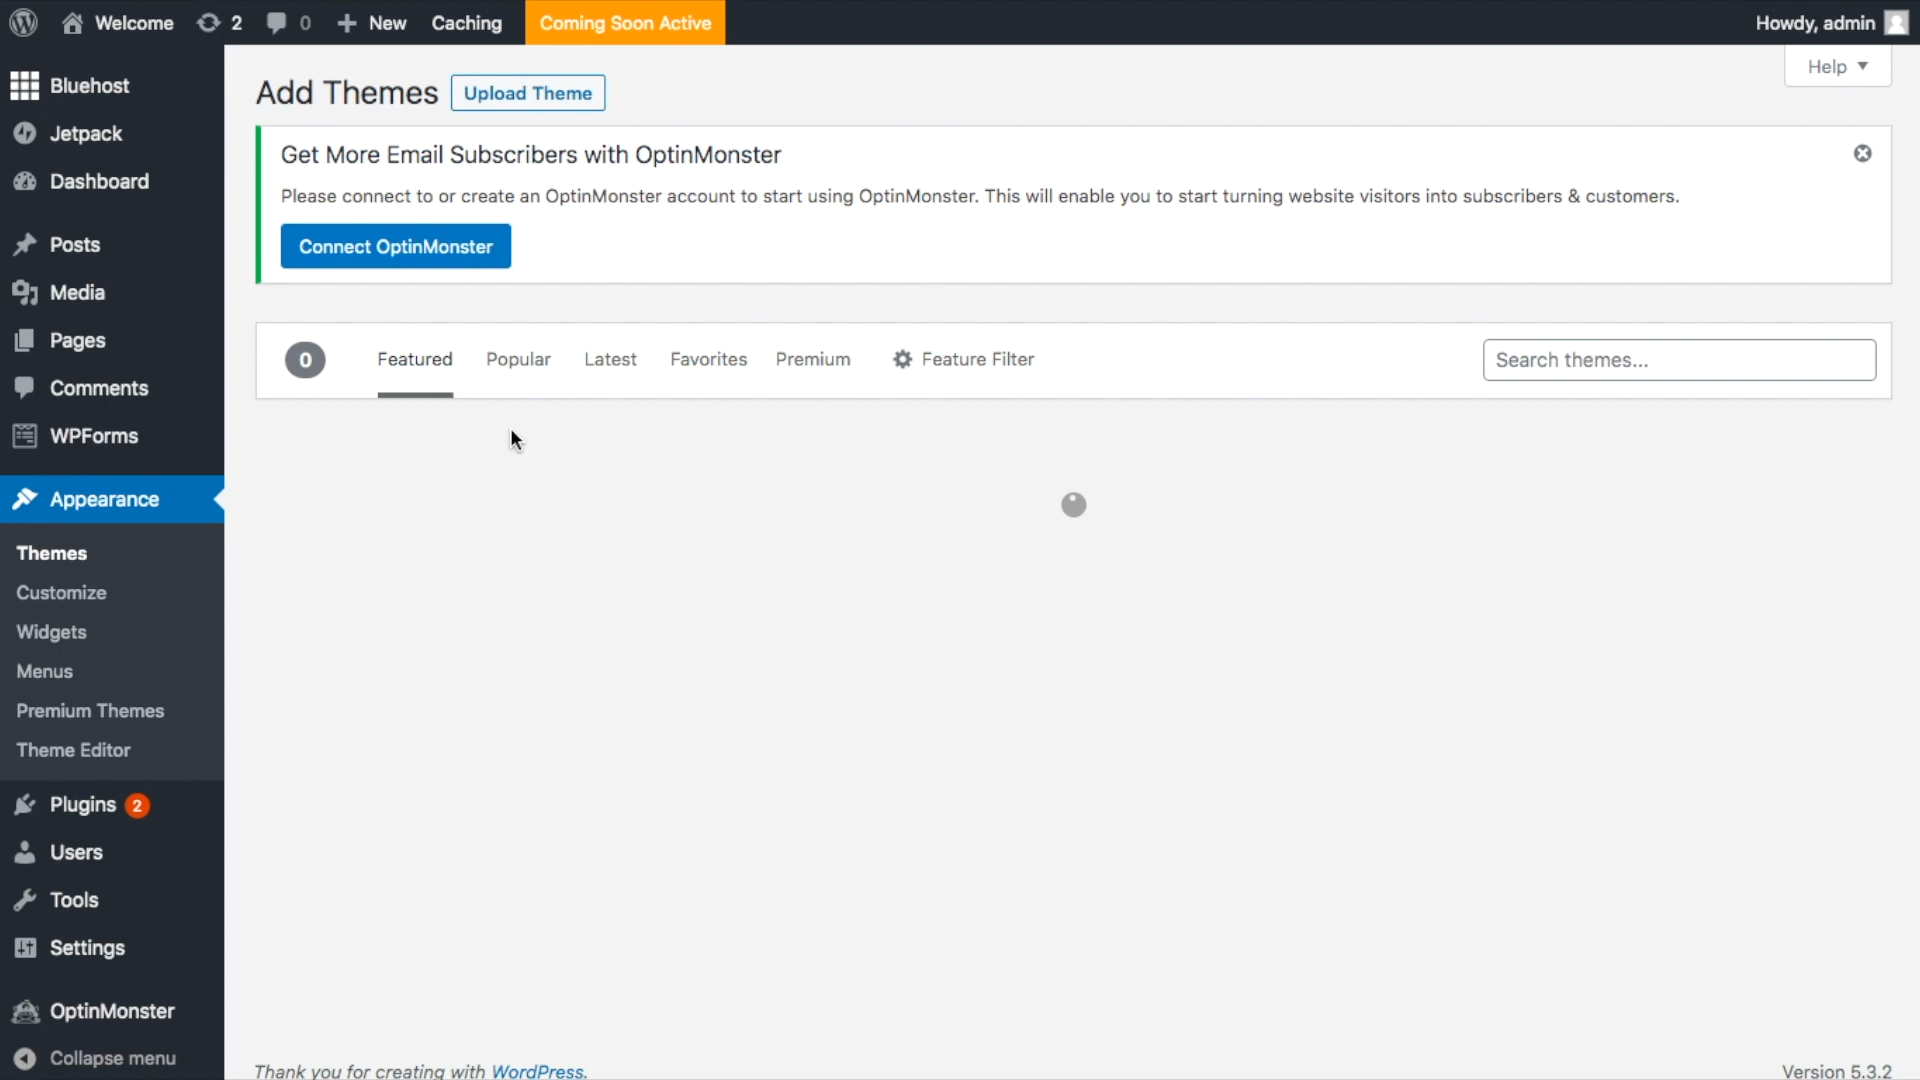 Welcome 2 0 New Caching Coming Soon Active Howdy, admin
Bluehost
Jetpack
Dashboard
Posts
Media
Pages
Comments
WPForms
Appearance
Themes
Customize
Widgets
Menus
Premium Themes
Theme Editor
Plugins 2
Users
Tools
Settings
OptinMonster
Collapse menu
Help
Add Themes Upload Theme
Get More Email Subscribers with OptinMonster
Please connect to or create an OptinMonster account to start using OptinMonster. This will enable you to start turning website visitors into subscribers & customers.
Connect OptinMonster
0 Featured Popular Latest Favorites Premium Feature Filter Search themes...
Thank you for creating with WordPress. Version 5.3.2